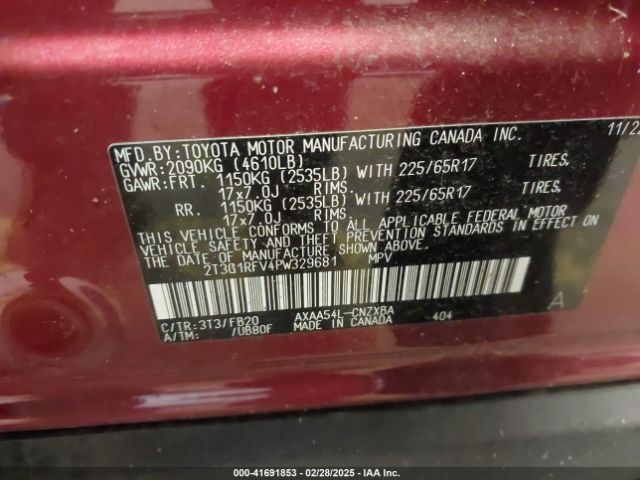 MFD.BY:TOYOTA MOTOR MANUFACTURING CANADA INC. 11/22
GVWR:2090KG (4610LB)
GAWR:FRT. 1150KG (2535LB) WITH 225/65R17 TIRES,
17x7.0J RIMS.
RR. 1150KG (2535LB) WITH 225/65R17 TIRES,
17x7.0J RIMS.
THIS VEHICLE CONFORMS TO ALL APPLICABLE FEDERAL MOTOR
VEHICLE SAFETY AND THEFT PREVENTION STANDARDS IN EFFECT ON
THE DATE OF MANUFACTURE SHOWN ABOVE.
2T3G1RFV4PW329681 MPV
C/TR:3T3/FB20 AXAA54L-CNZXBA 404
A/TM: /UB80F MADE IN CANADA
A
000-41691853 - 02/28/2025 - IAA Inc.